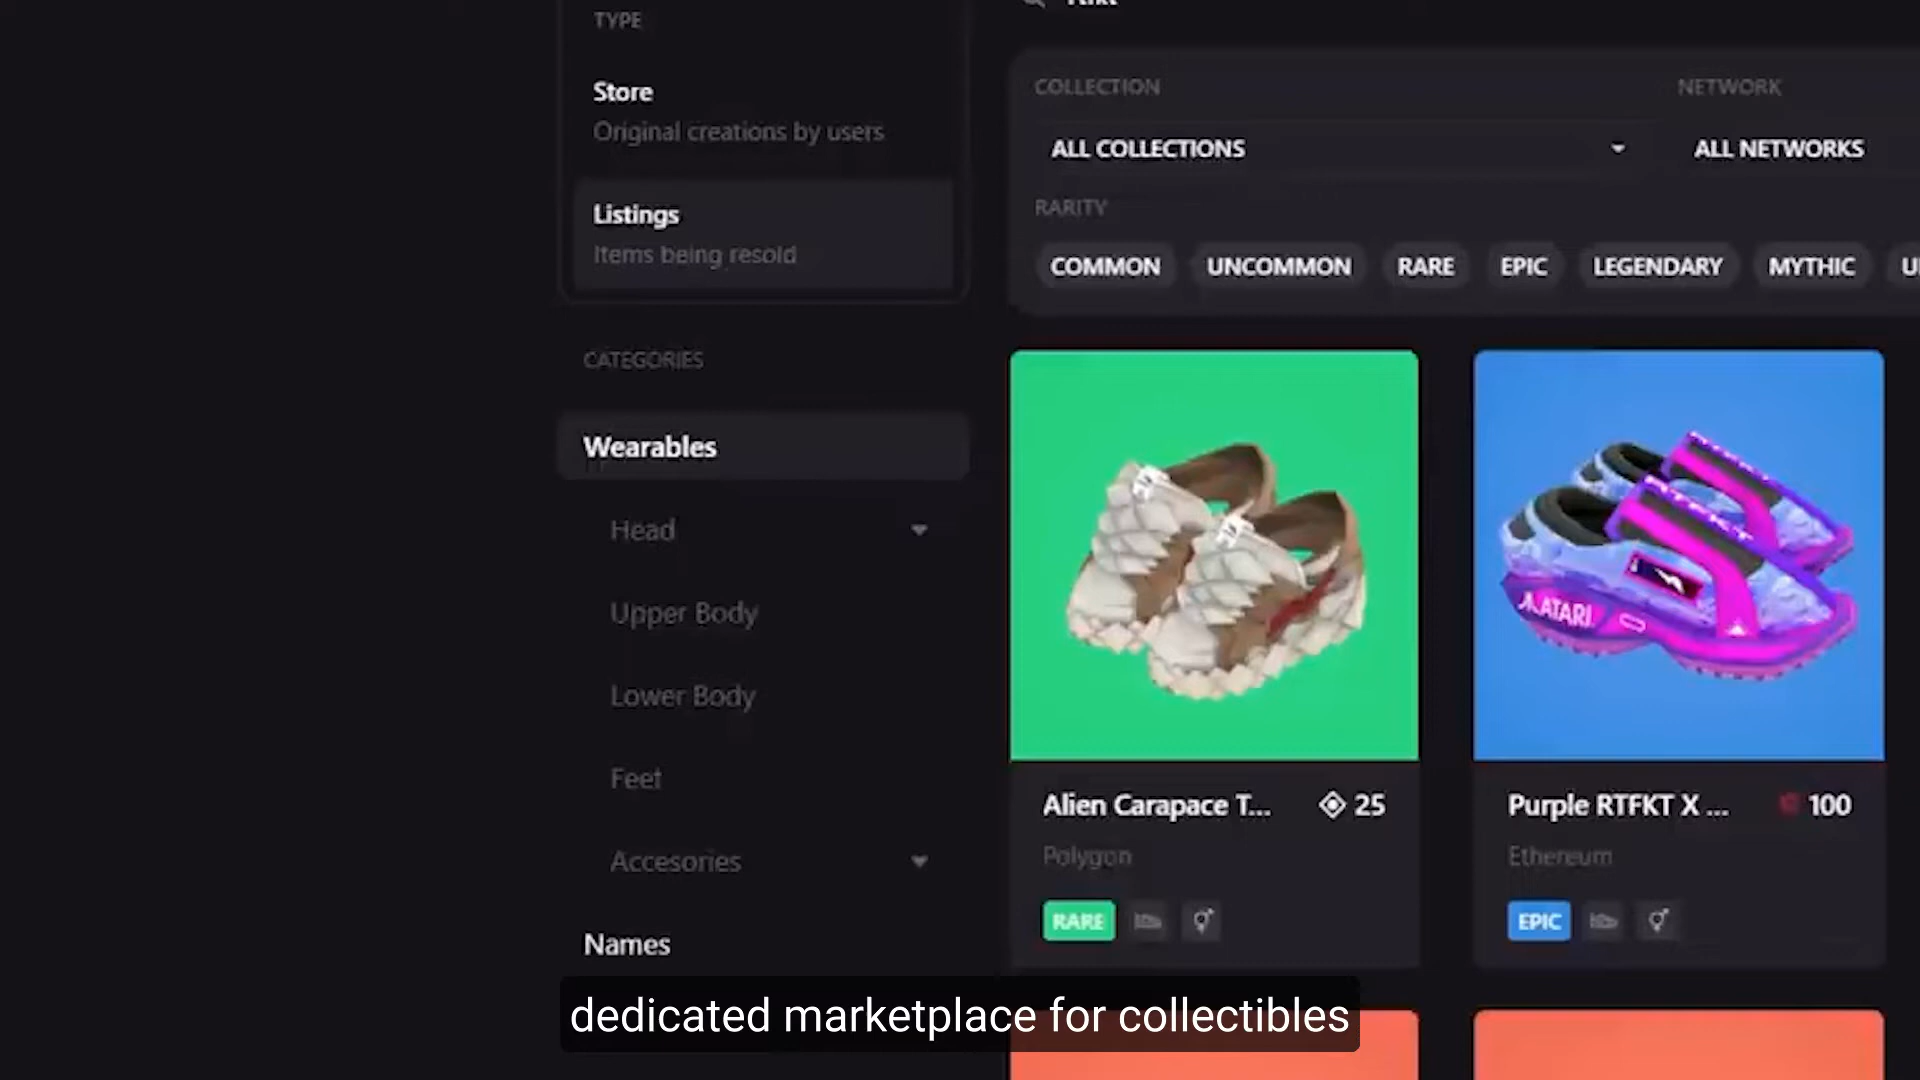 TYPE
Store
Original creations by users
Listings
Items being resold
CATEGORIES
Wearables
Head
Upper Body
Lower Body
Feet
Accesories
Names
COLLECTION
NETWORK
ALL COLLECTIONS
ALL NETWORKS
RARITY
COMMON UNCOMMON RARE EPIC LEGENDARY MYTHIC
ATARI
Alien Carapace T... 25
Polygon
RARE
Purple RTFKT X ... 100
Ethereum
EPIC
dedicated marketplace for collectibles